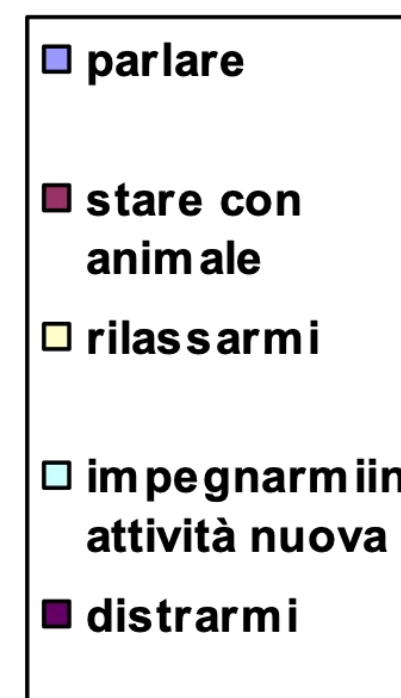 parlare
stare con
animale
rilassarmi
impegnarmiin
attività nuova
distrarmi